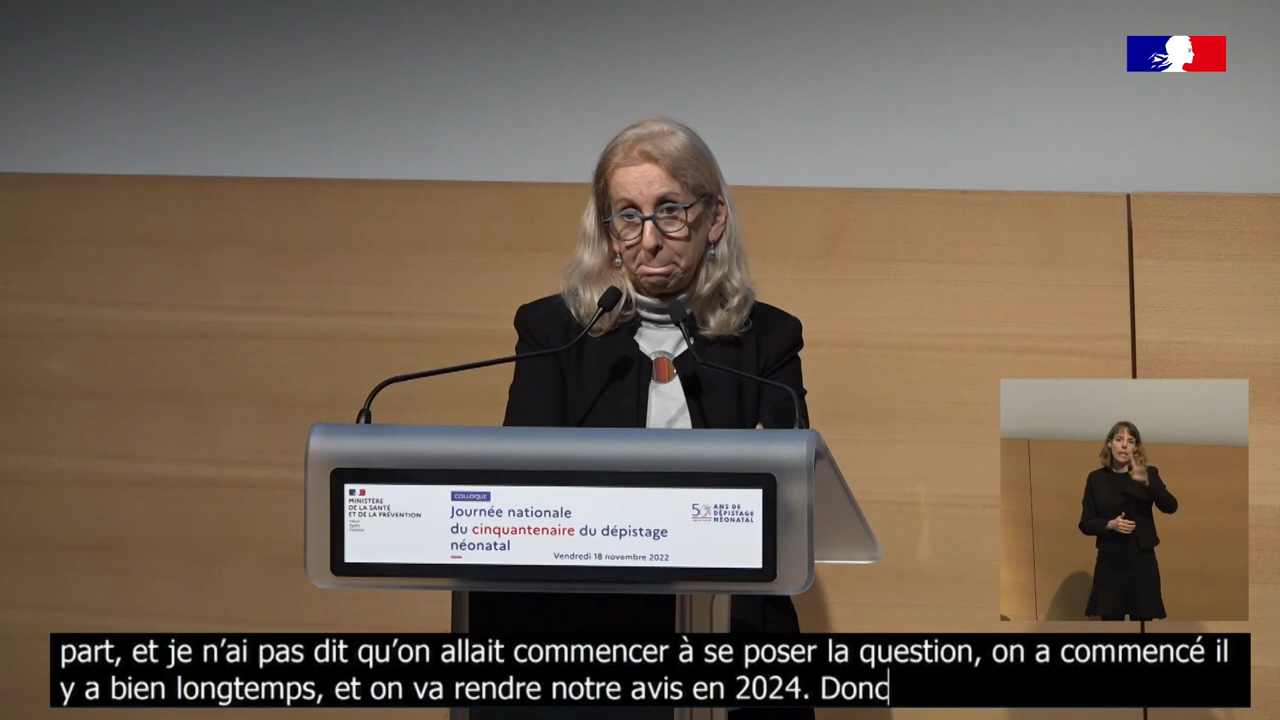 MINISTÈRE
DE LA SANTÉ
ET DE LA PRÉVENTION
COLLOQUE
Journée nationale
du cinquantenaire du dépistage
néonatal
Vendredi 18 novembre 2022
50 ANS DE
DÉPISTAGE
NÉONATAL
part, et je n’ai pas dit qu’on allait commencer à se poser la question, on a commencé il
y a bien longtemps, et on va rendre notre avis en 2024. Donc